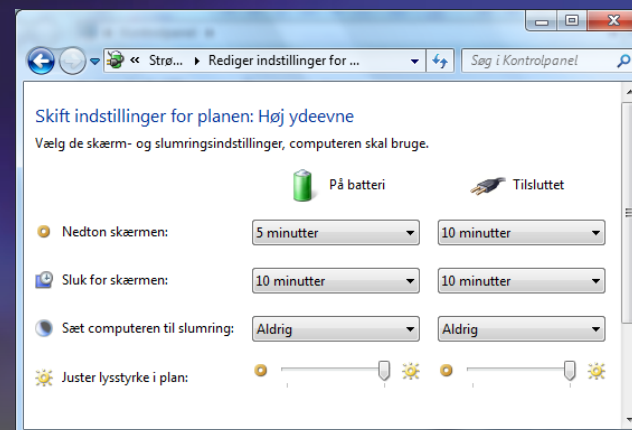 « Strø... ▸ Rediger indstillinger for ...
Søg i Kontrolpanel
Skift indstillinger for planen: Høj ydeevne
Vælg de skærm- og slumringsindstillinger, computeren skal bruge.
På batteri Tilsluttet
Nedton skærmen: 5 minutter 10 minutter
Sluk for skærmen: 10 minutter 10 minutter
Sæt computeren til slumring: Aldrig Aldrig
Juster lysstyrke i plan: